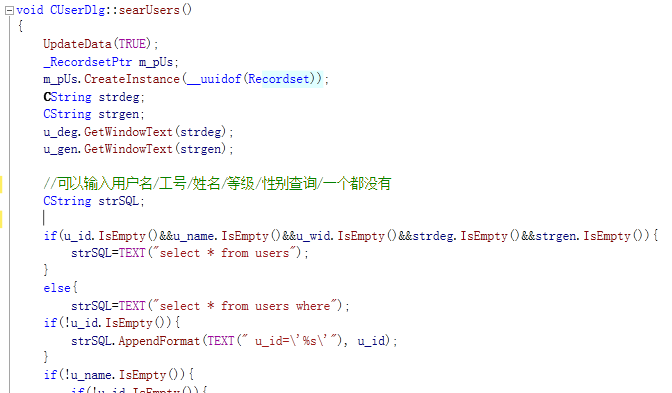 void CUserDlg::searUsers()
{
UpdateData(TRUE);
_RecordsetPtr m_pUs;
m_pUs.CreateInstance(__uuidof(Recordset));
CString strdeg;
CString strgen;
u_deg.GetWindowText(strdeg);
u_gen.GetWindowText(strgen);
//可以输入用户名/工号/姓名/等级/性别查询/一个都没有
CString strSQL;
if(u_id.IsEmpty()&&u_name.IsEmpty()&&u_wid.IsEmpty()&&strdeg.IsEmpty()&&strgen.IsEmpty()){
strSQL=TEXT("select * from users");
}
else{
strSQL=TEXT("select * from users where");
if(!u_id.IsEmpty()){
strSQL.AppendFormat(TEXT(" u_id=\'%s\'"), u_id);
}
if(!u_name.IsEmpty()){
if(!u_id.IsEmpty()){